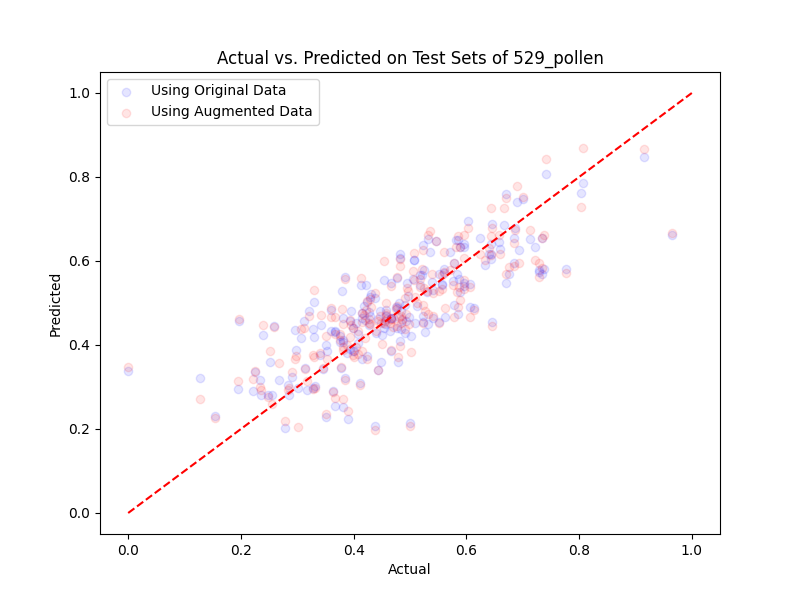 Actual vs. Predicted on Test Sets of 529_pollen
Using Original Data
Using Augmented Data
1.0
0.8
0.6
0.4
0.2
0.0
Predicted
0.0 0.2 0.4 0.6 0.8 1.0
Actual